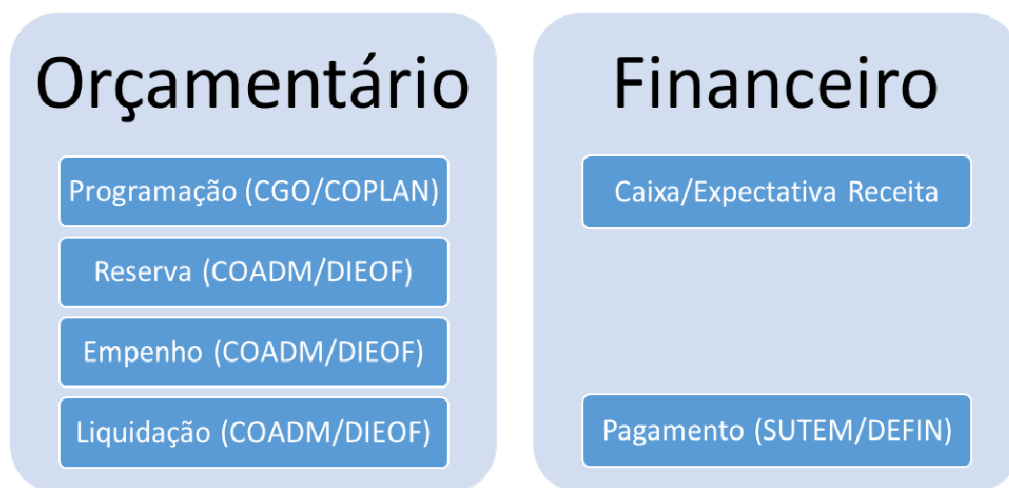 Orçamentário
Programação (CGO/COPLAN)
Reserva (COADM/DIEOF)
Empenho (COADM/DIEOF)
Liquidação (COADM/DIEOF)
Financeiro
Caixa/Expectativa Receita
Pagamento (SUTEM/DEFIN)